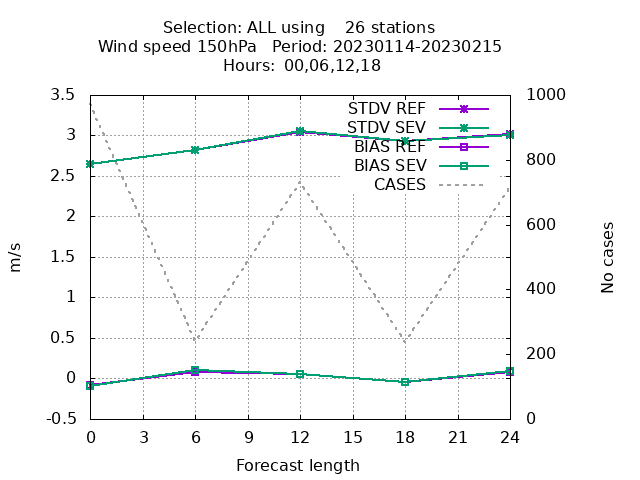 Selection: ALL using    26 stations
Wind speed 150hPa   Period: 20230114-20230215
Hours:  00,06,12,18
STDV REF
STDV SEV
BIAS REF
BIAS SEV
CASES
3.5
3
2.5
2
1.5
1
0.5
0
-0.5
m/s
1000
800
600
400
200
0
No cases
0 3 6 9 12 15 18 21 24
Forecast length